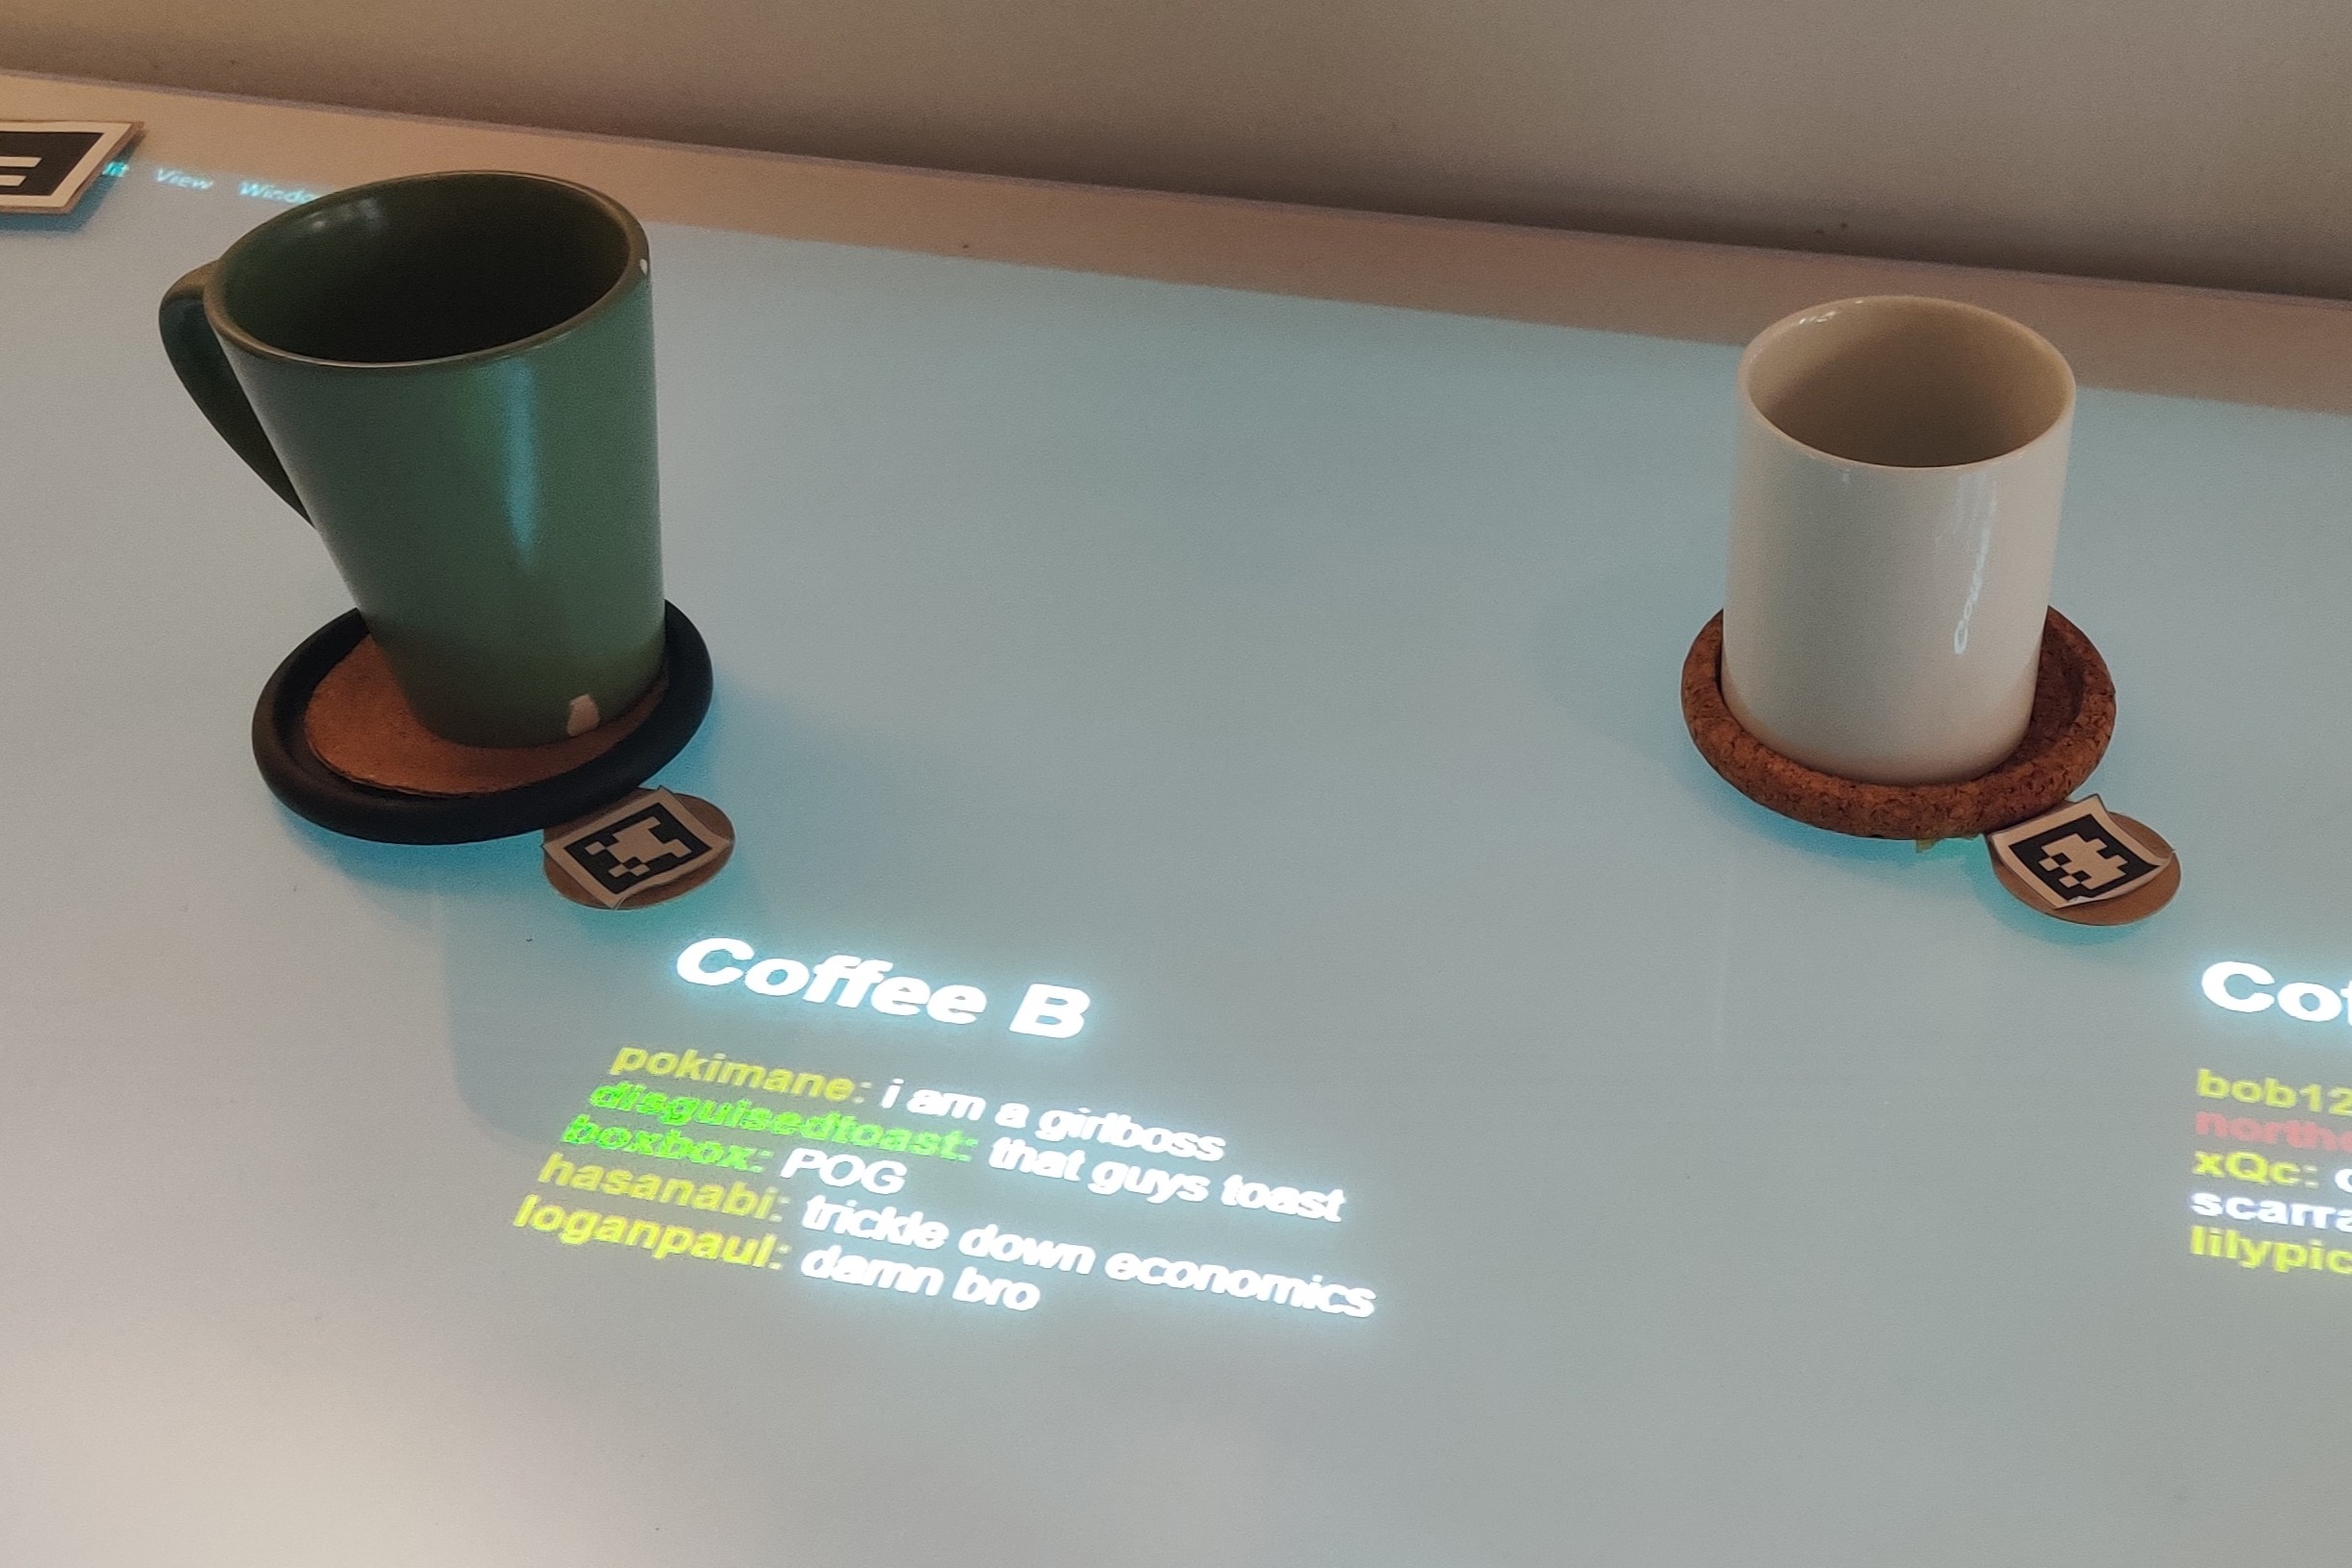 View Window
Coffee B
pokimane: i am a girlboss
disguisedtoast: that guys toast
boxbox: POG
hasanabi: trickle down economics
loganpaul: damn bro
xQc: